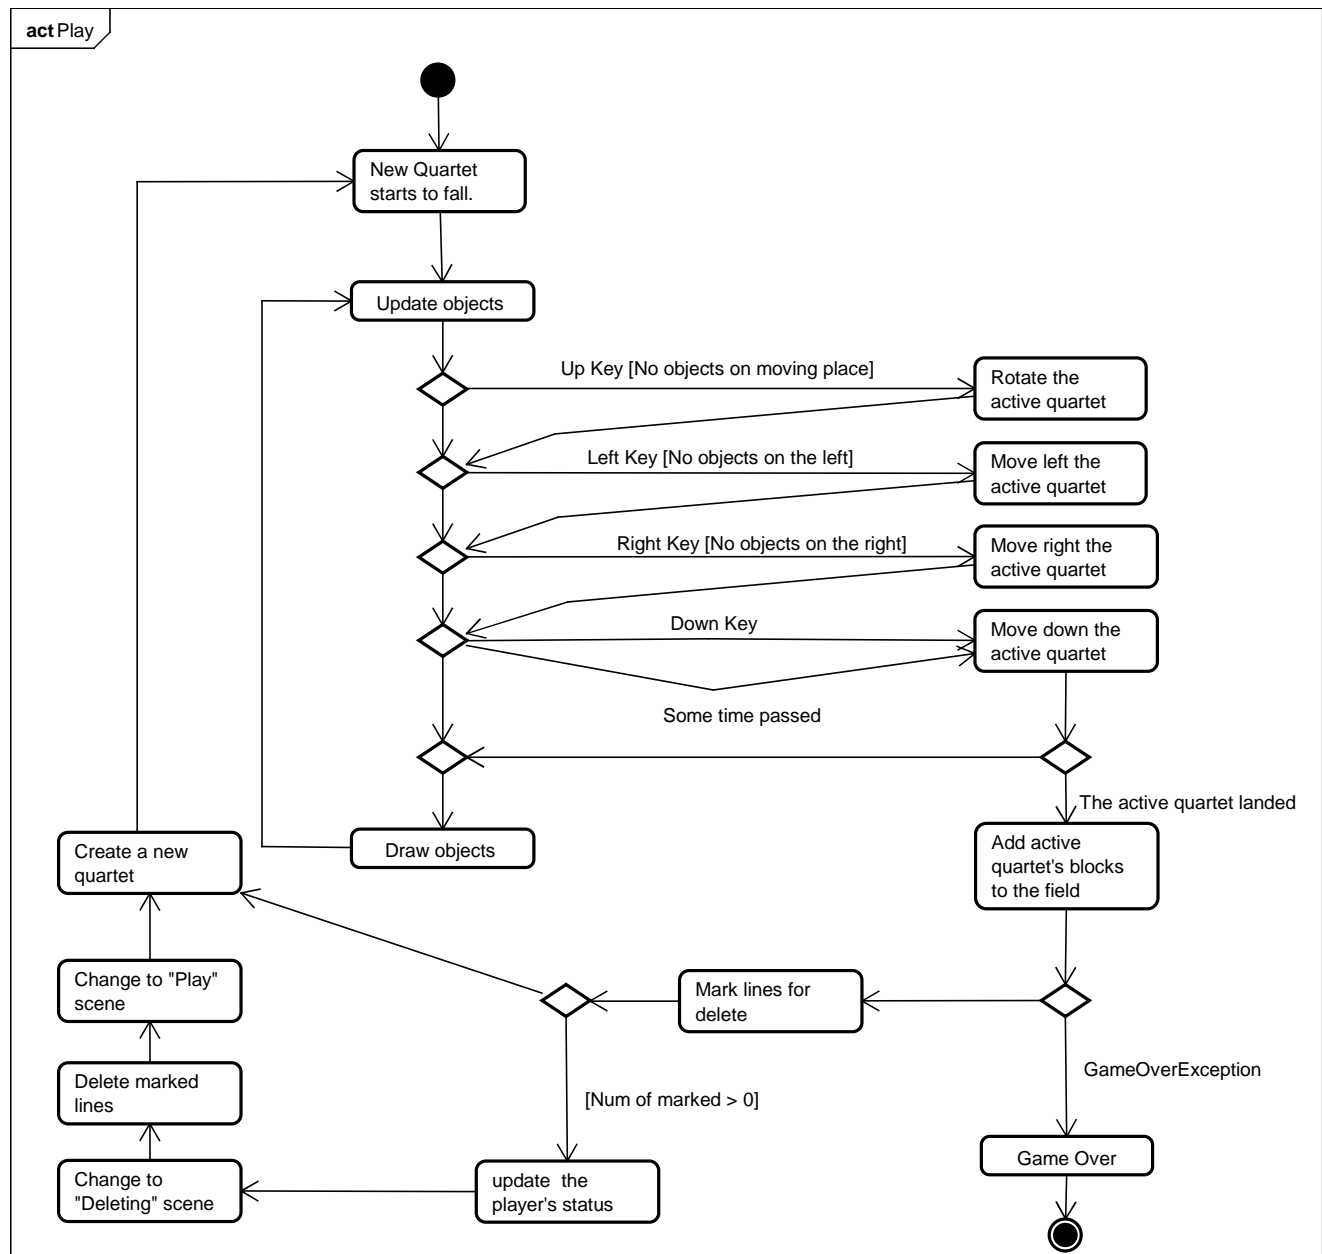 act Play
New Quartet
starts to fall.
Update objects
Up Key [No objects on moving place]
Rotate the
active quartet
Left Key [No objects on the left]
Move left the
active quartet
Right Key [No objects on the right]
Move right the
active quartet
Down Key
Move down the
active quartet
Some time passed
The active quartet landed
Create a new
quartet
Draw objects
Add active
quartet's blocks
to the field
Change to "Play"
scene
Mark lines for
delete
Delete marked
lines
[Num of marked > 0]
GameOverException
Change to
"Deleting" scene
update  the
player's status
Game Over